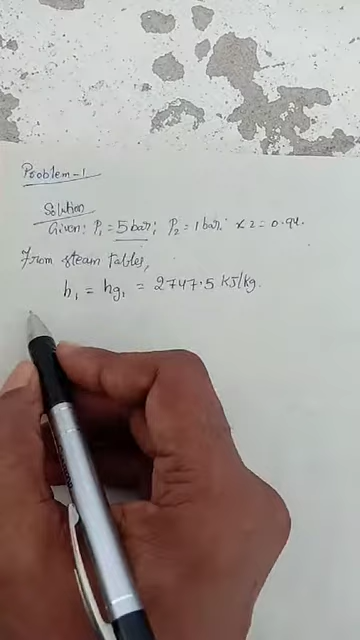 Problem-1
Solution
Given: P₁ = 5 bar; P₂ = 1 bar; x2 = 0.94.
From steam tables,
h₁ = hg₁ = 2747.5 KJ/kg.